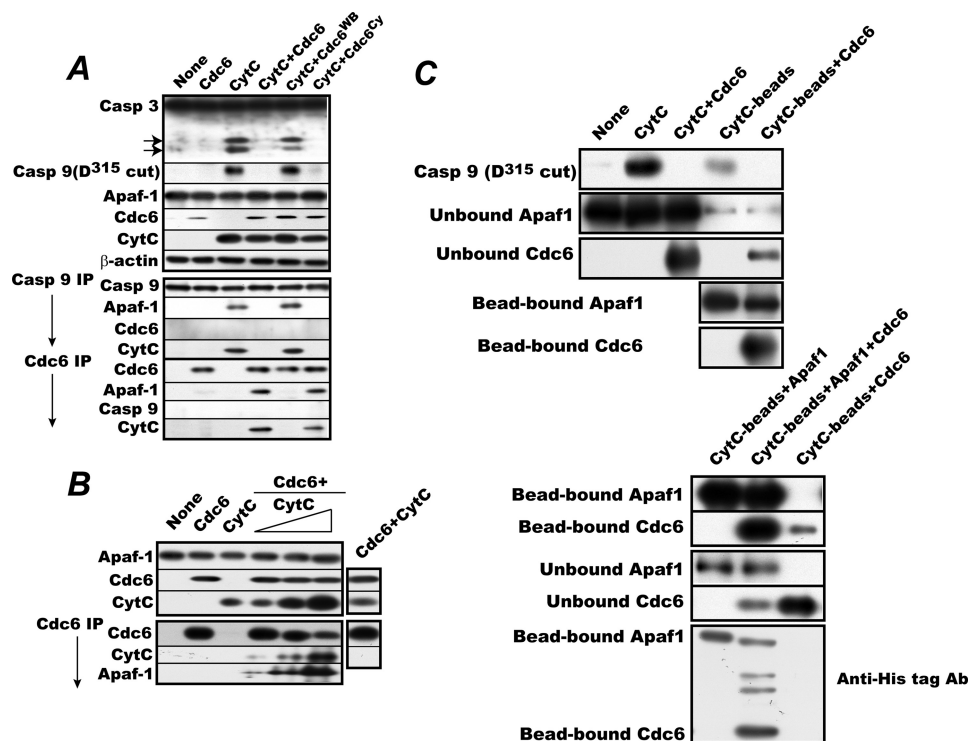 A
None
Cdc6
CytC
CytC+Cdc6
CytC+Cdc6WB
CytC+Cdc6Cy
Casp 3
Casp 9(D315 cut)
Apaf-1
Cdc6
CytC
β-actin
Casp 9 IP
Casp 9
Apaf-1
Cdc6
CytC
Cdc6 IP
Cdc6
Apaf-1
Casp 9
CytC
B
None
Cdc6
CytC
Cdc6+
CytC
Cdc6+CytC
Apaf-1
Cdc6
CytC
Cdc6 IP
Cdc6
CytC
Apaf-1
C
None
CytC
CytC+Cdc6
CytC-beads
CytC-beads+Cdc6
Casp 9 (D315 cut)
Unbound Apaf1
Unbound Cdc6
Bead-bound Apaf1
Bead-bound Cdc6
CytC-beads+Apaf1
CytC-beads+Apaf1+Cdc6
CytC-beads+Cdc6
Bead-bound Apaf1
Bead-bound Cdc6
Unbound Apaf1
Unbound Cdc6
Bead-bound Apaf1
Anti-His tag Ab
Bead-bound Cdc6